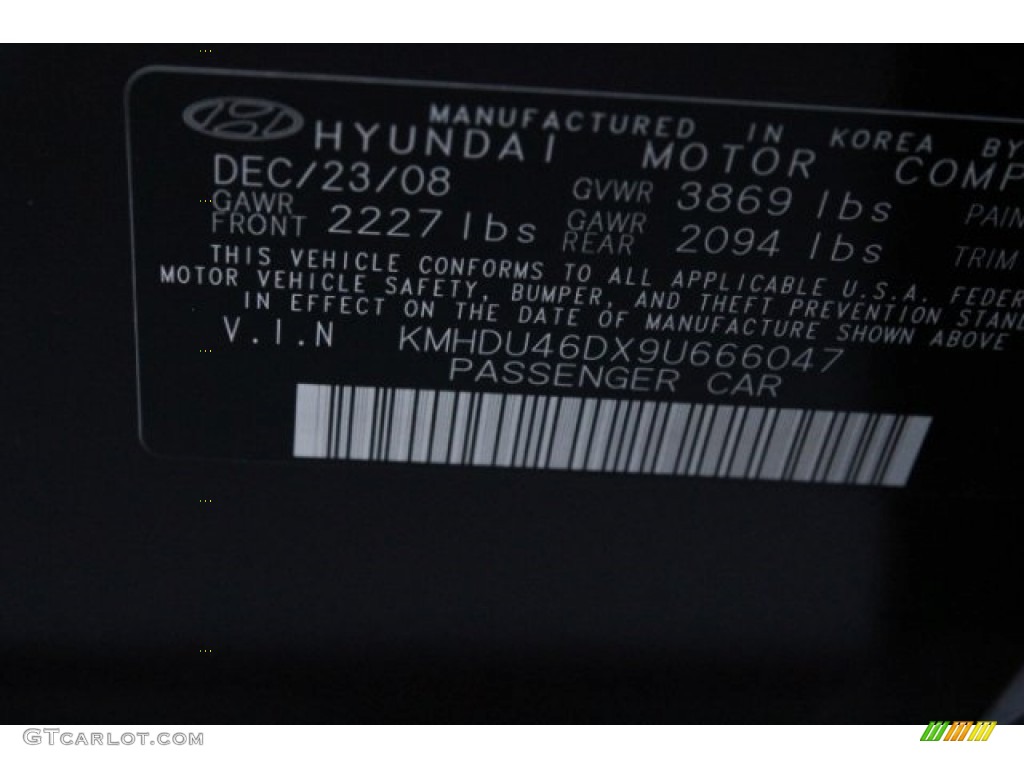 MANUFACTURED IN KOREA BY
HYUNDAI MOTOR COMP
DEC/23/08 GVWR 3869 lbs PAIN
GAWR FRONT 2227 lbs GAWR REAR 2094 lbs TRIM
THIS VEHICLE CONFORMS TO ALL APPLICABLE U.S.A. FEDER
MOTOR VEHICLE SAFETY, BUMPER, AND THEFT PREVENTION STAND
IN EFFECT ON THE DATE OF MANUFACTURE SHOWN ABOVE
V.I.N KMHDU46DX9U666047
PASSENGER CAR
GTCARLOT.COM